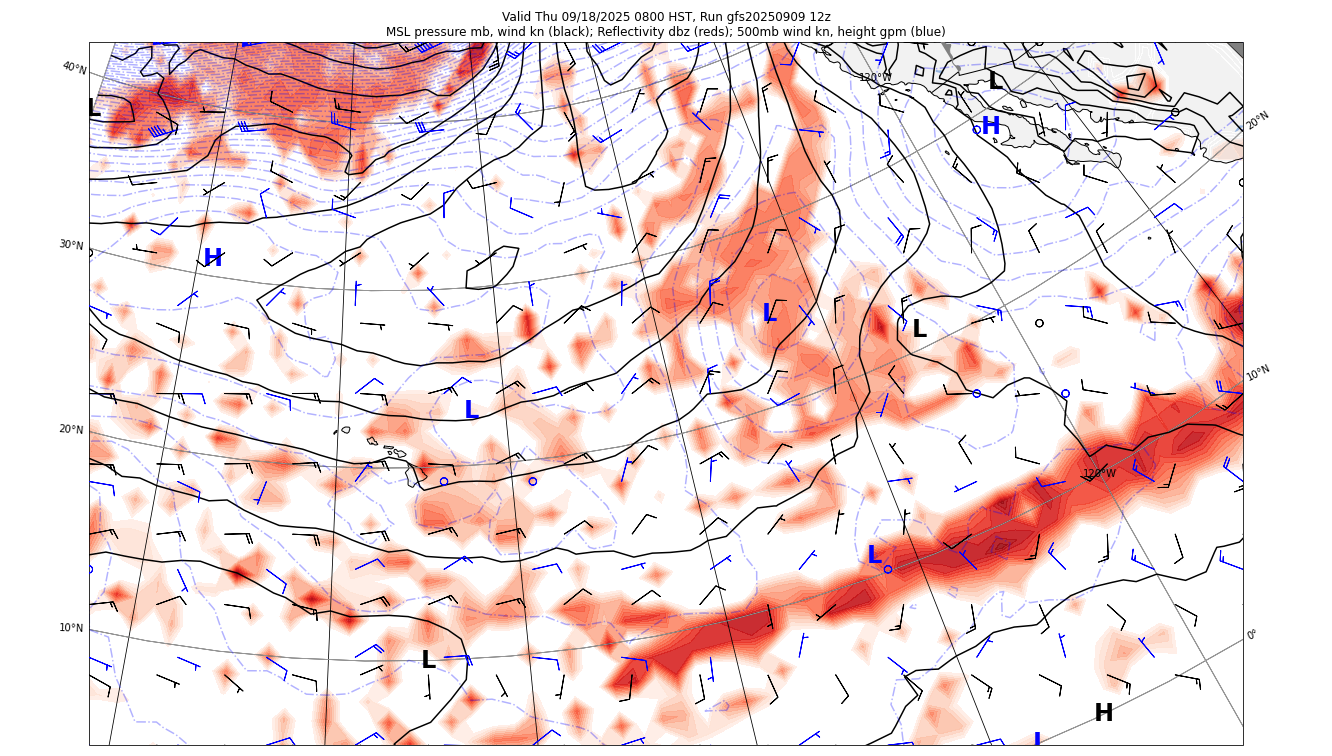 Valid Thu 09/18/2025 0800 HST, Run gfs20250909 12z
MSL pressure mb, wind kn (black); Reflectivity dbz (reds); 500mb wind kn, height gpm (blue)
40°N
120°W
L
L
H
20°N
30°N
H
L
L
10°N
L
20°N
120°W
L
10°N
0°
L
H
L